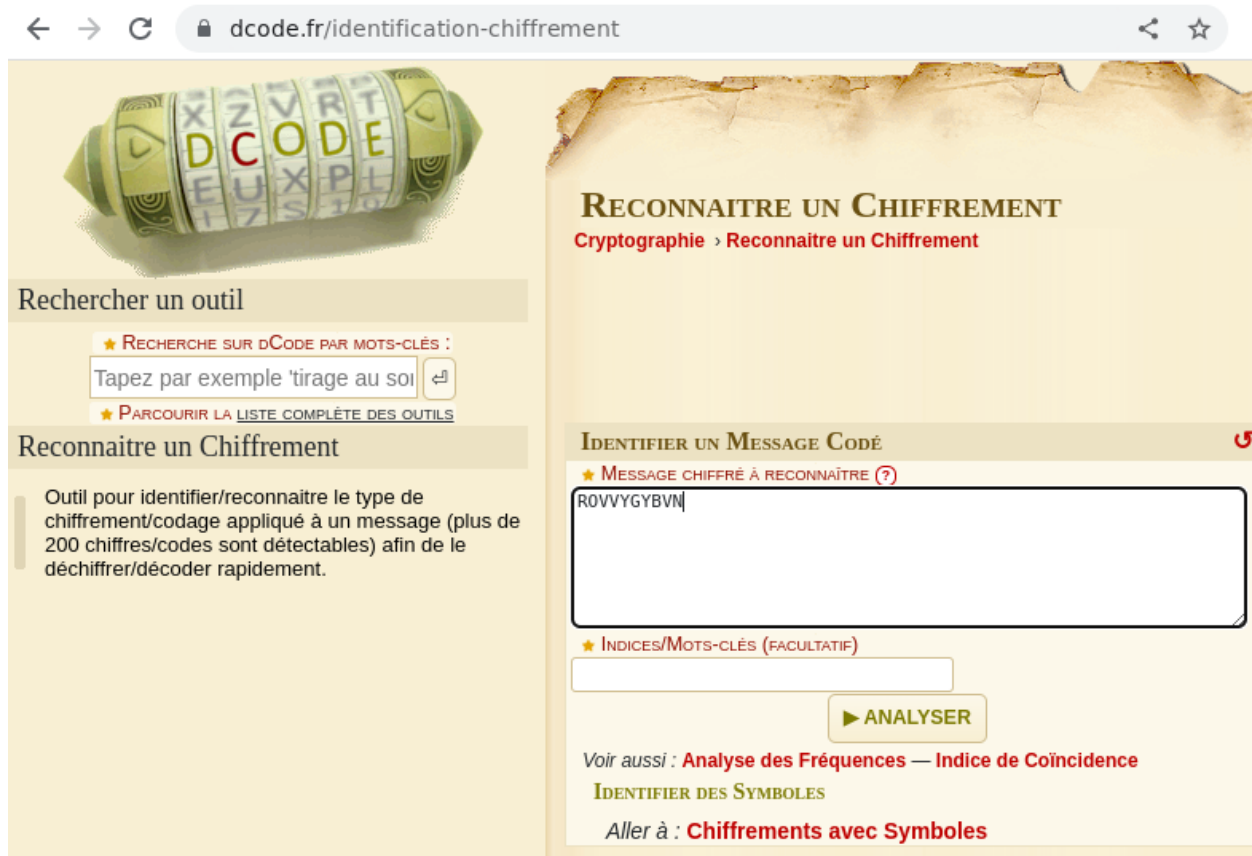 dcode.fr/identification-chiffrement
X Z V R T
DCODE
E U X P L
Rechercher un outil
★ Recherche sur dCode par mots-clés :
Tapez par exemple 'tirage au sor
⏎
★ Parcourir la liste complète des outils
Reconnaitre un Chiffrement
Outil pour identifier/reconnaitre le type de
chiffrement/codage appliqué à un message (plus de
200 chiffres/codes sont détectables) afin de le
déchiffrer/décoder rapidement.
Reconnaitre un Chiffrement
Cryptographie › Reconnaitre un Chiffrement
Identifier un Message Codé
★ Message chiffré à reconnaître (?)
ROVVYGYBVN
★ Indices/Mots-clés (facultatif)
▶ ANALYSER
Voir aussi : Analyse des Fréquences — Indice de Coïncidence
Identifier des Symboles
Aller à : Chiffrements avec Symboles